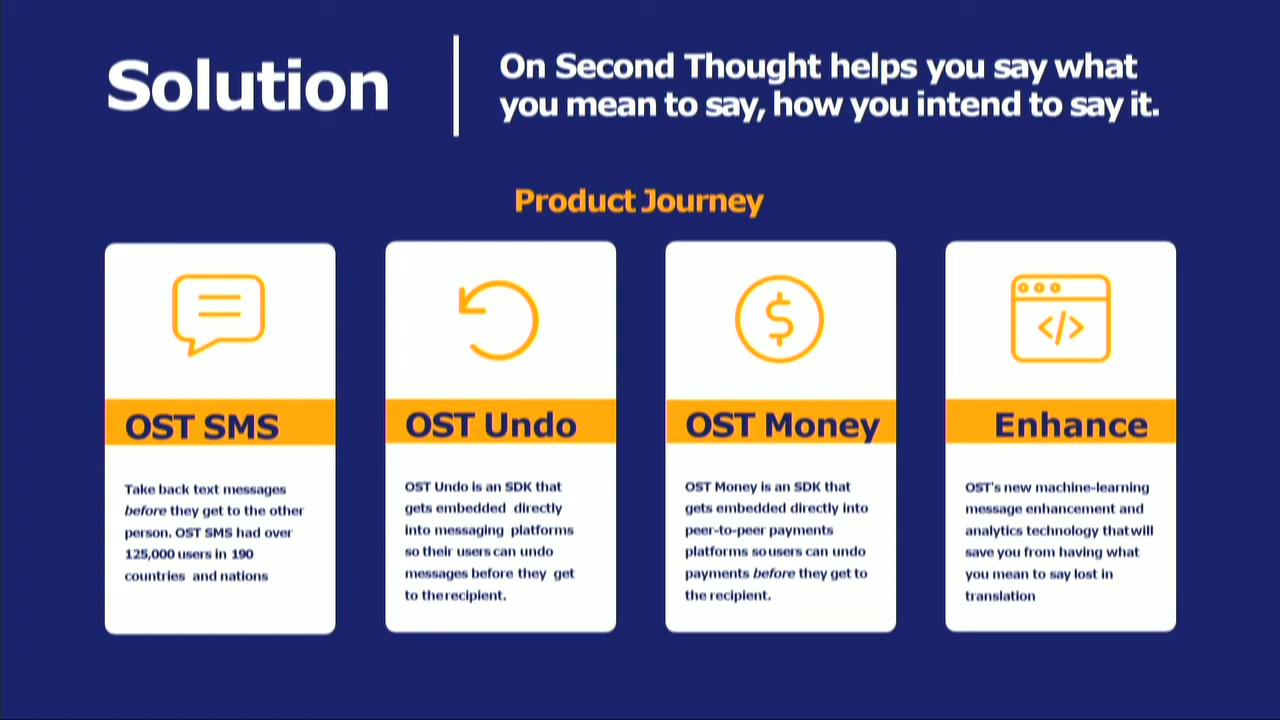 Solution
On Second Thought helps you say what
you mean to say, how you intend to say it.
Product Journey
OST SMS
Take back text messages
before they get to the other
person. OST SMS had over
125,000 users in 190
countries and nations
OST Undo
OST Undo is an SDK that
gets embedded directly
into messaging platforms
so their users can undo
messages before they get
to the recipient.
OST Money
OST Money is an SDK that
gets embedded directly into
peer-to-peer payments
platforms so users can undo
payments before they get to
the recipient.
Enhance
OST's new machine-learning
message enhancement and
analytics technology that will
save you from having what
you mean to say lost in
translation